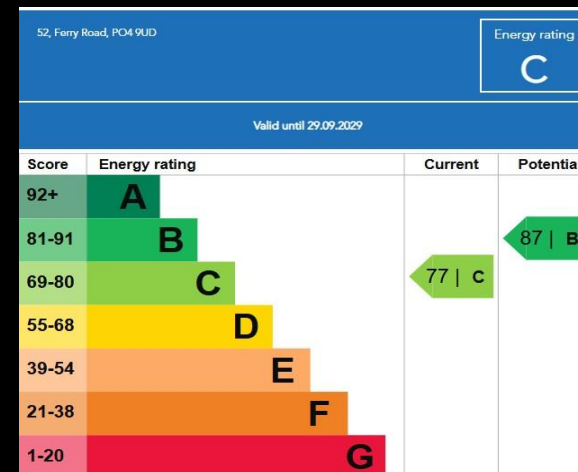 52, Ferry Road, PO4 9UD
Energy rating
C
Valid until 29.09.2029
Score Energy rating Current Potentia
92+ A
81-91 B 87 | B
69-80 C 77 | C
55-68 D
39-54 E
21-38 F
1-20 G